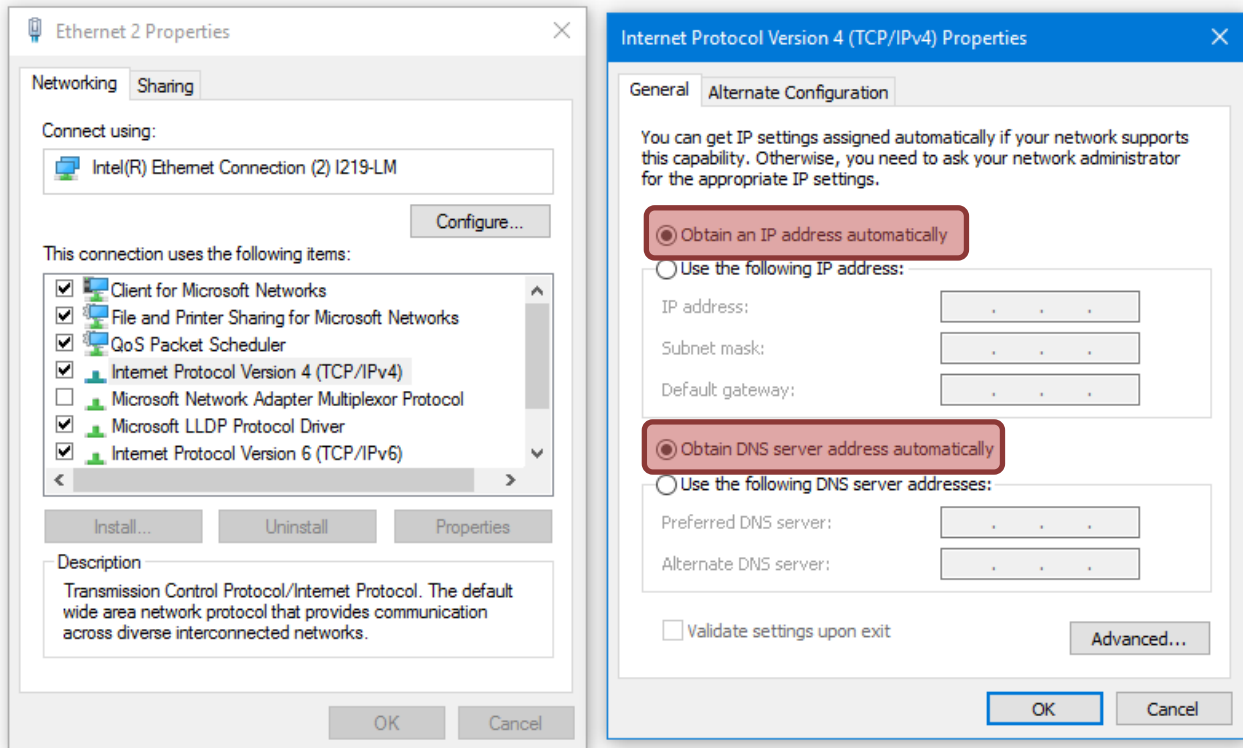 Ethernet 2 Properties
Networking
Sharing
Connect using:
Intel(R) Ethernet Connection (2) I219-LM
Configure...
This connection uses the following items:
Client for Microsoft Networks
File and Printer Sharing for Microsoft Networks
QoS Packet Scheduler
Internet Protocol Version 4 (TCP/IPv4)
Microsoft Network Adapter Multiplexor Protocol
Microsoft LLDP Protocol Driver
Internet Protocol Version 6 (TCP/IPv6)
Install...
Uninstall
Properties
Description
Transmission Control Protocol/Internet Protocol. The default
wide area network protocol that provides communication
across diverse interconnected networks.
OK
Cancel
Internet Protocol Version 4 (TCP/IPv4) Properties
General
Alternate Configuration
You can get IP settings assigned automatically if your network supports
this capability. Otherwise, you need to ask your network administrator
for the appropriate IP settings.
Obtain an IP address automatically
Use the following IP address:
IP address:
Subnet mask:
Default gateway:
Obtain DNS server address automatically
Use the following DNS server addresses:
Preferred DNS server:
Alternate DNS server:
Validate settings upon exit
Advanced...
OK
Cancel